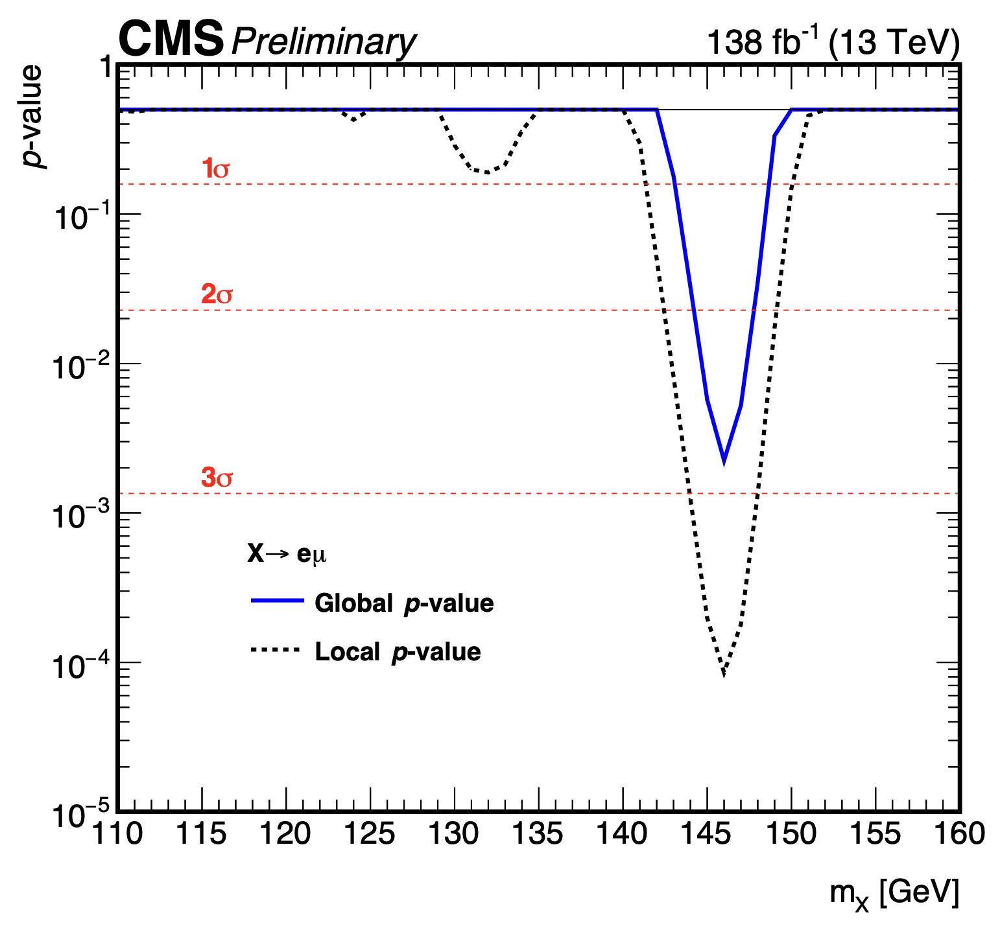 CMS Preliminary 138 fb⁻¹ (13 TeV)
p-value
1
10⁻¹
10⁻²
10⁻³
10⁻⁴
10⁻⁵
1σ
2σ
3σ
X→ eμ
Global p-value
Local p-value
110 115 120 125 130 135 140 145 150 155 160
m_X [GeV]